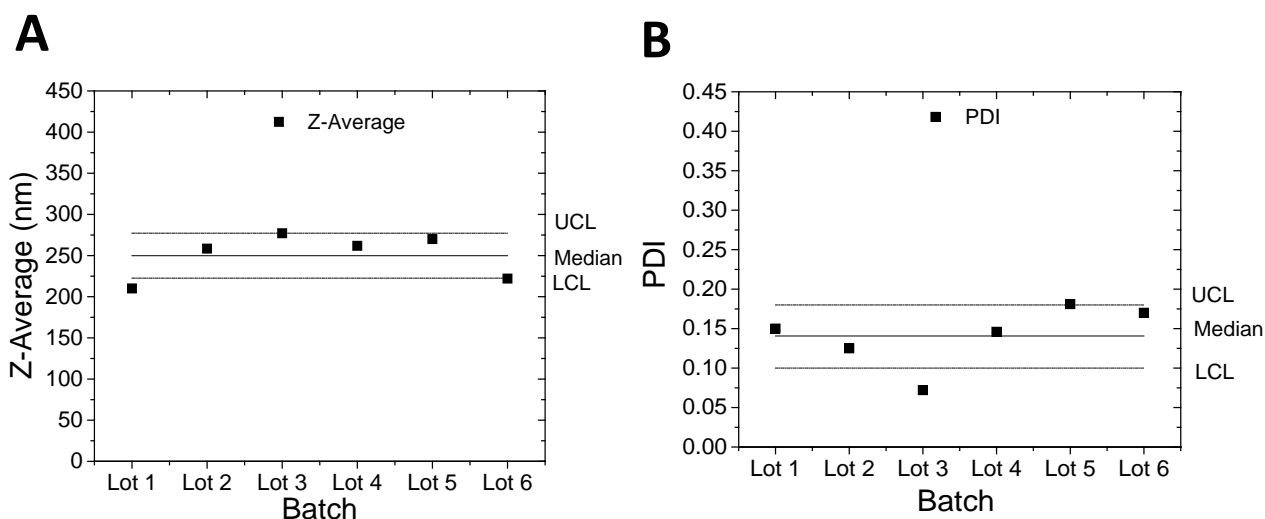 A
450
400
350
300
250
200
150
100
50
0
Z-Average (nm)
Z-Average
UCL
Median
LCL
Lot 1 Lot 2 Lot 3 Lot 4 Lot 5 Lot 6
Batch
B
0.45
0.40
0.35
0.30
0.25
0.20
0.15
0.10
0.05
0.00
PDI
PDI
UCL
Median
LCL
Lot 1 Lot 2 Lot 3 Lot 4 Lot 5 Lot 6
Batch